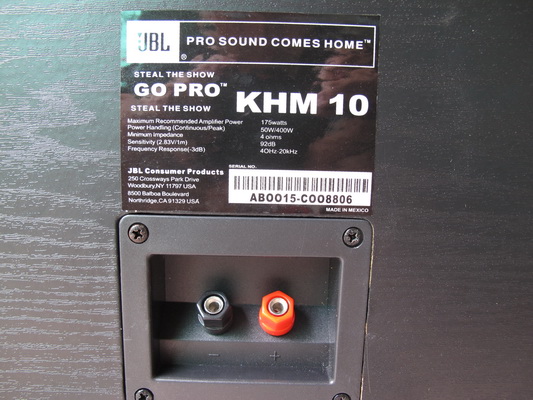 JBL ® PRO SOUND COMES HOME™
STEAL THE SHOW
GO PRO™
STEAL THE SHOW
KHM 10
Maximum Recommended Amplifier Power 175watts
Power Handling (Continuous/Peak) 50W/400W
Minimum Impedance 4 ohms
Sensitivity (2.83V/1m) 92dB
Frequency Response(-3dB) 4OHz-20kHz
JBL Consumer Products
250 Crossways Park Drive
Woodbury,NY 11797 USA
8500 Balboa Boulevard
Northridge,CA 91329 USA
SERIAL NO:
ABOO15-COO8806
MADE IN MEXICO
− +